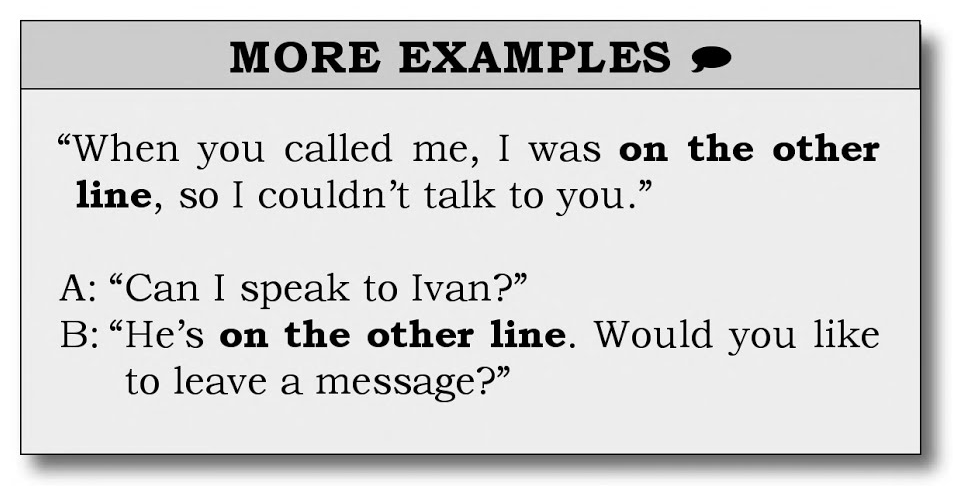 MORE EXAMPLES
“When you called me, I was on the other
line, so I couldn’t talk to you.”
A: “Can I speak to Ivan?”
B: “He’s on the other line. Would you like
to leave a message?”